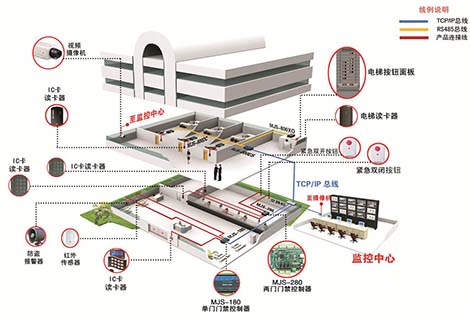 线例说明
TCP/IP总线
RS485总线
产品连接线
视频
摄像机
IC卡
读卡器
至监控中心
电梯按钮面板
电梯读卡器
紧急双开按钮
紧急双闭按钮
IC卡
读卡器
IC卡
读卡器
TCP/IP 总线
至摄像机
监控中心
防盗
报警器
红外
传感器
IC卡
读卡器
MJS-280
两门门禁控制器
MJS-180
单门门禁控制器